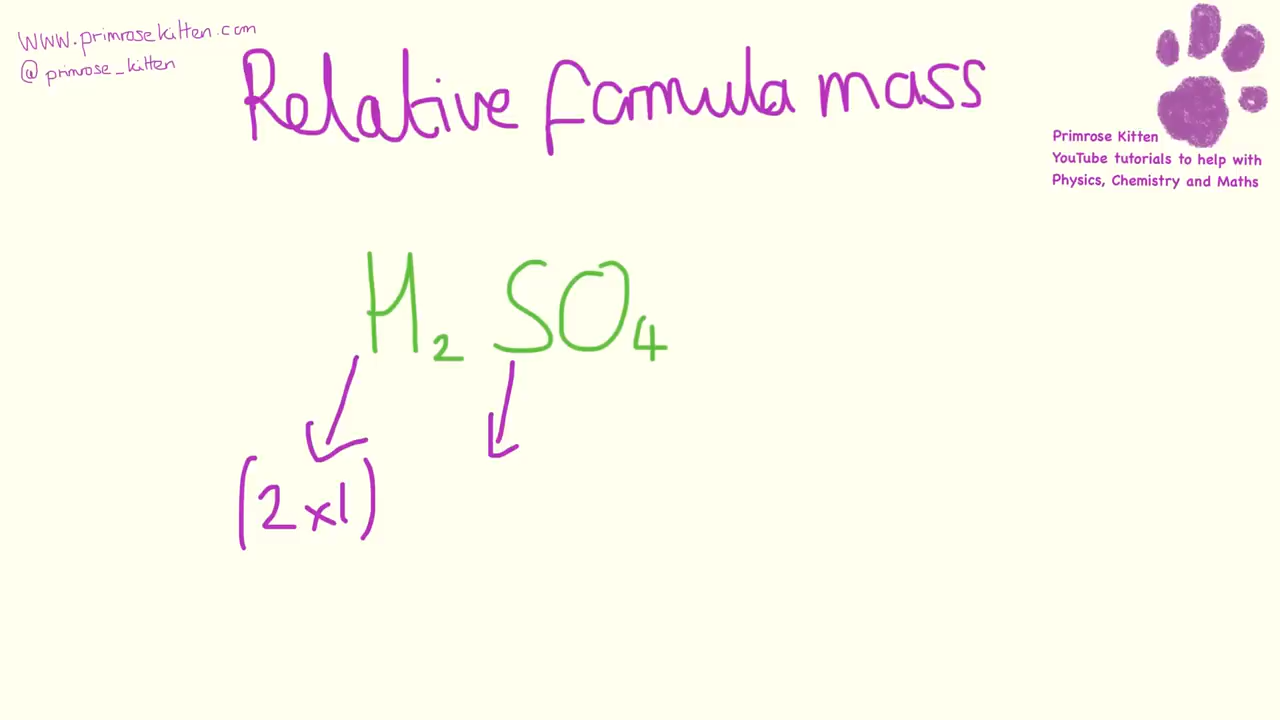 www.primrosekitten.com
@primrose_kitten
Relative formula mass
Primrose Kitten
YouTube tutorials to help with
Physics, Chemistry and Maths
H₂SO₄
(2x1)